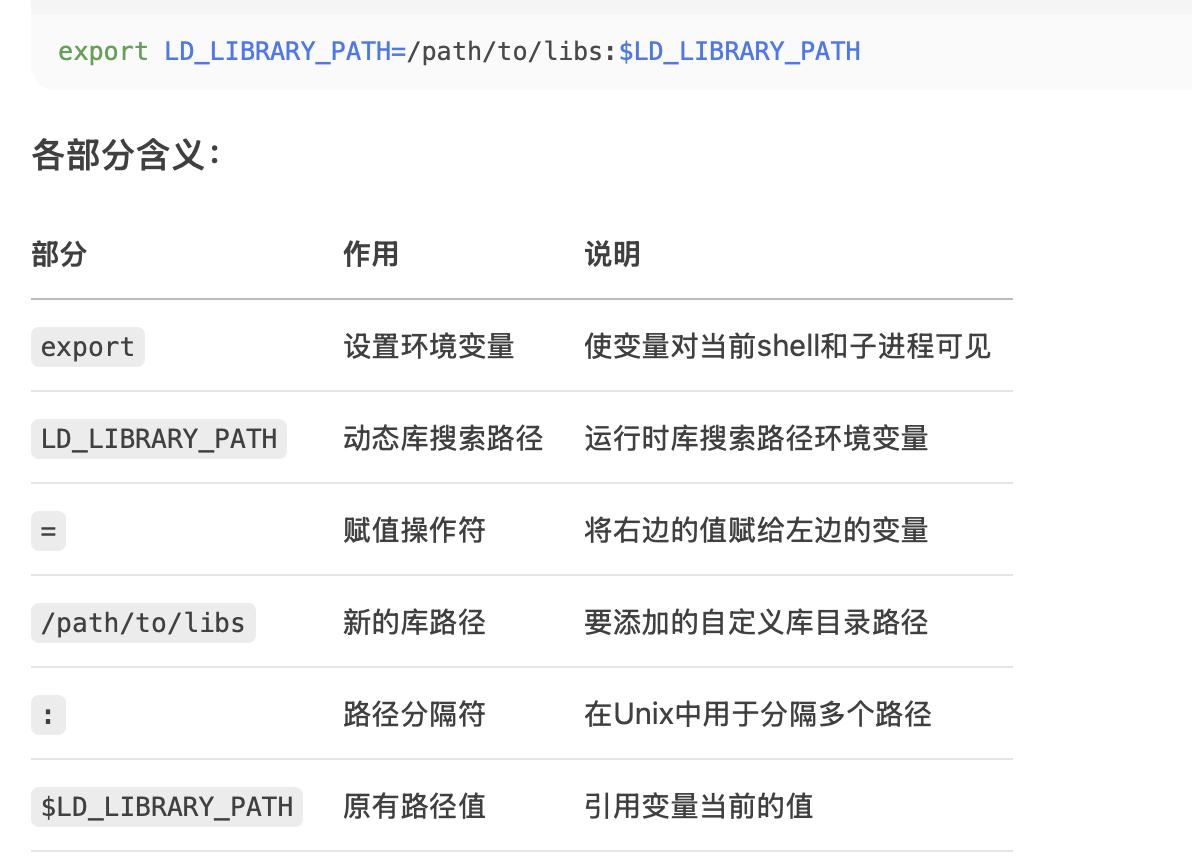 export LD_LIBRARY_PATH=/path/to/libs:$LD_LIBRARY_PATH
各部分含义：
部分 作用 说明
export 设置环境变量 使变量对当前shell和子进程可见
LD_LIBRARY_PATH 动态库搜索路径 运行时库搜索路径环境变量
= 赋值操作符 将右边的值赋给左边的变量
/path/to/libs 新的库路径 要添加的自定义库目录路径
: 路径分隔符 在Unix中用于分隔多个路径
$LD_LIBRARY_PATH 原有路径值 引用变量当前的值